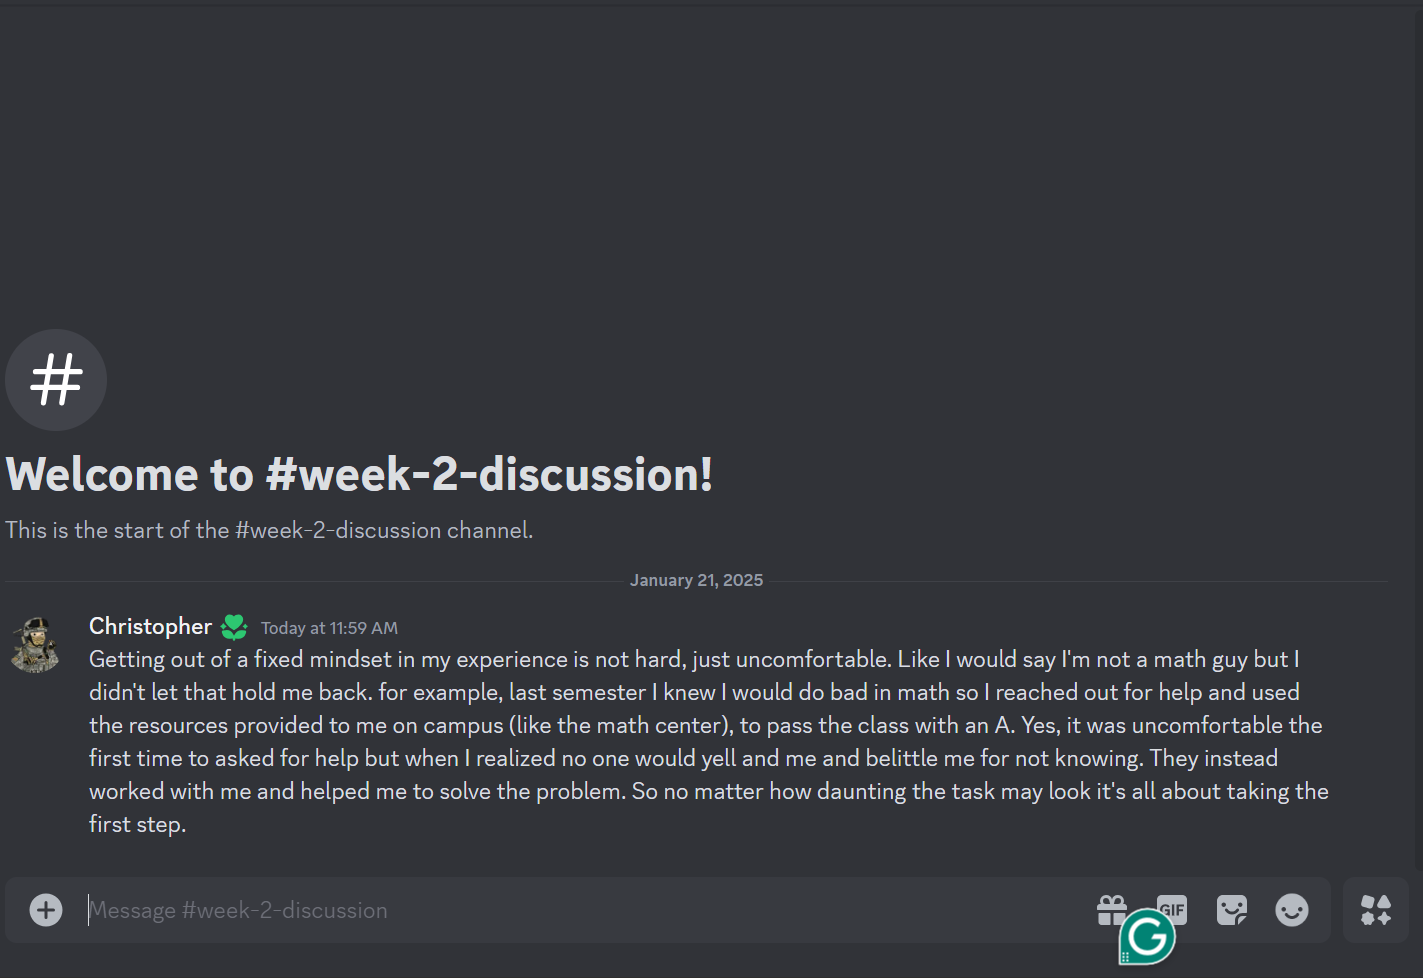 #
Welcome to #week-2-discussion!
This is the start of the #week-2-discussion channel.
January 21, 2025
Christopher Today at 11:59 AM
Getting out of a fixed mindset in my experience is not hard, just uncomfortable. Like I would say I'm not a math guy but I
didn't let that hold me back. for example, last semester I knew I would do bad in math so I reached out for help and used
the resources provided to me on campus (like the math center), to pass the class with an A. Yes, it was uncomfortable the
first time to asked for help but when I realized no one would yell and me and belittle me for not knowing. They instead
worked with me and helped me to solve the problem. So no matter how daunting the task may look it's all about taking the
first step.
Message #week-2-discussion
GIF
G